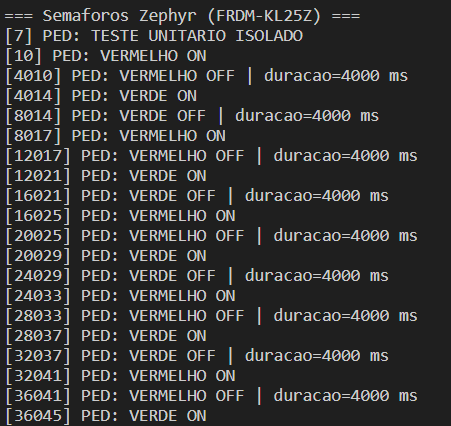 === Semaforos Zephyr (FRDM-KL25Z) ===
[7] PED: TESTE UNITARIO ISOLADO
[10] PED: VERMELHO ON
[4010] PED: VERMELHO OFF | duracao=4000 ms
[4014] PED: VERDE ON
[8014] PED: VERDE OFF | duracao=4000 ms
[8017] PED: VERMELHO ON
[12017] PED: VERMELHO OFF | duracao=4000 ms
[12021] PED: VERDE ON
[16021] PED: VERDE OFF | duracao=4000 ms
[16025] PED: VERMELHO ON
[20025] PED: VERMELHO OFF | duracao=4000 ms
[20029] PED: VERDE ON
[24029] PED: VERDE OFF | duracao=4000 ms
[24033] PED: VERMELHO ON
[28033] PED: VERMELHO OFF | duracao=4000 ms
[28037] PED: VERDE ON
[32037] PED: VERDE OFF | duracao=4000 ms
[32041] PED: VERMELHO ON
[36041] PED: VERMELHO OFF | duracao=4000 ms
[36045] PED: VERDE ON